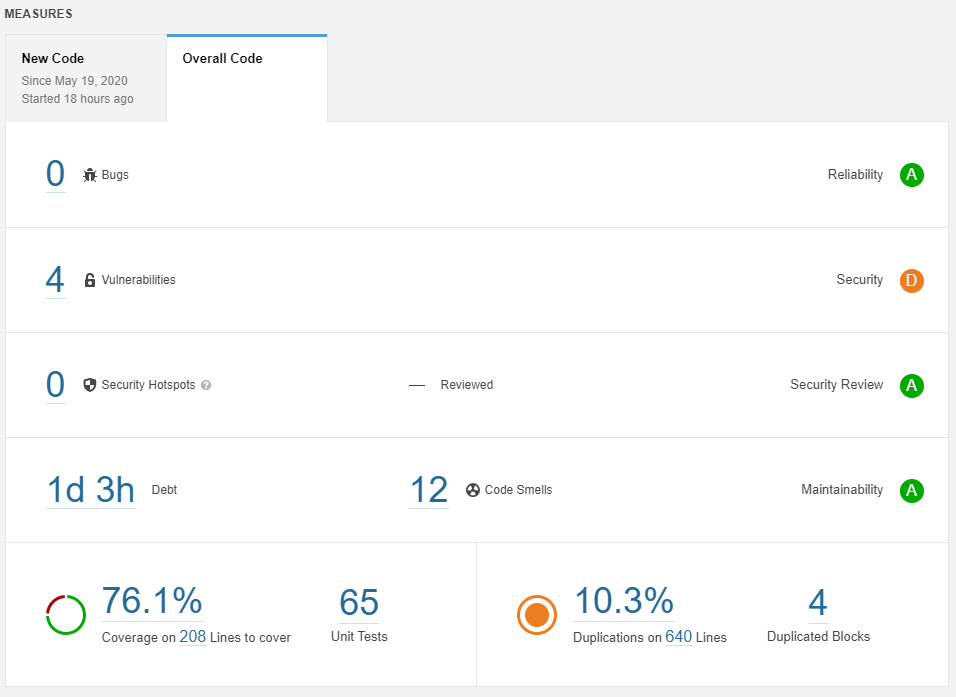 MEASURES
New Code
Since May 19, 2020
Started 18 hours ago
Overall Code
0 Bugs
Reliability A
4 Vulnerabilities
Security D
0 Security Hotspots ?
— Reviewed
Security Review A
1d 3h Debt
12 Code Smells
Maintainability A
76.1%
Coverage on 208 Lines to cover
65
Unit Tests
10.3%
Duplications on 640 Lines
4
Duplicated Blocks